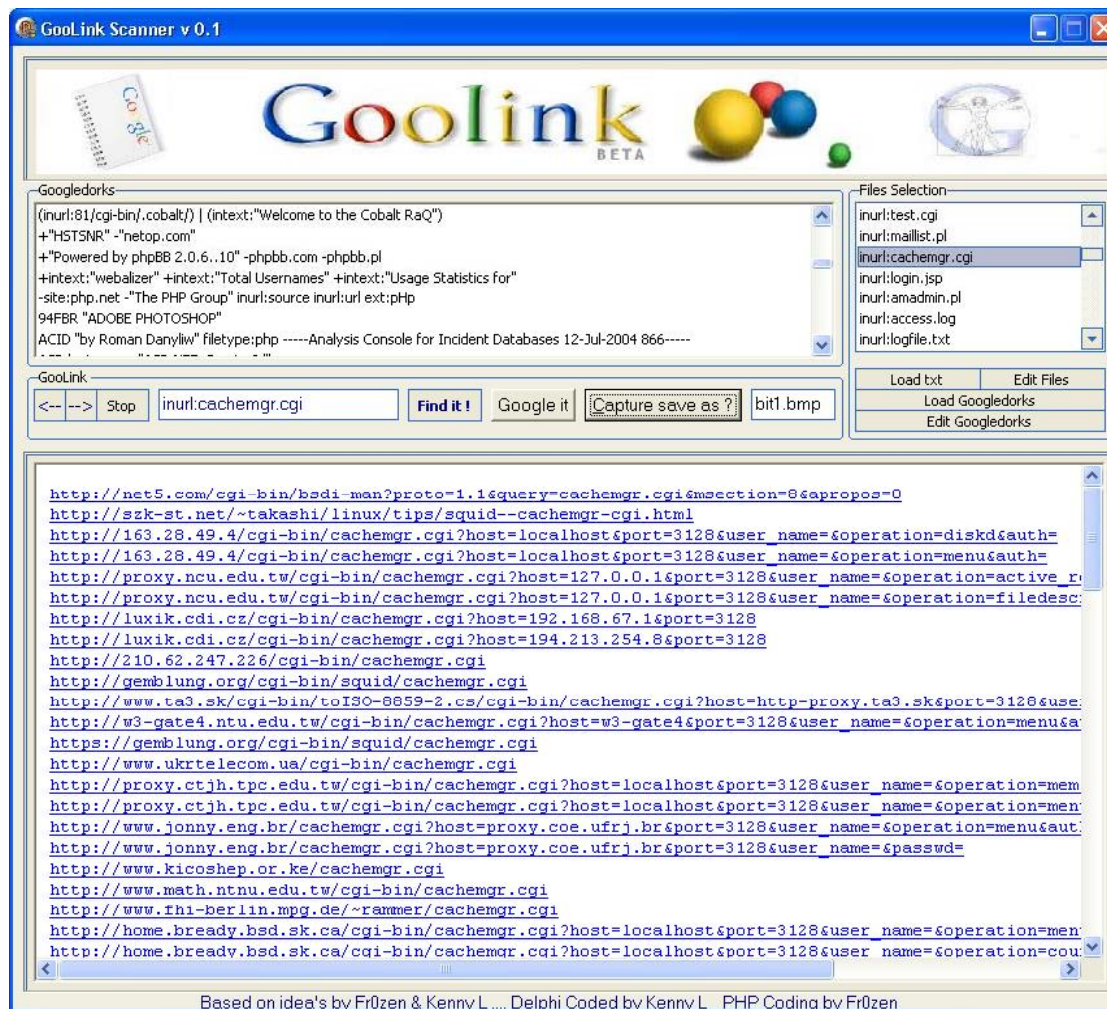 GooLink Scanner v 0.1
Google
Goolink
BETA
G
Googledorks
(inurl:81/cgi-bin/.cobalt/) | (intext:"Welcome to the Cobalt RaQ")
+"HSTSNR" -"netop.com"
+"Powered by phpBB 2.0.6..10" -phpbb.com -phpbb.pl
+intext:"webalizer" +intext:"Total Usernames" +intext:"Usage Statistics for"
-site:php.net -"The PHP Group" inurl:source inurl:url ext:pHp
94FBR "ADOBE PHOTOSHOP"
ACID "by Roman Danyliw" filetype:php -----Analysis Console for Incident Databases 12-Jul-2004 866-----
Files Selection
inurl:test.cgi
inurl:maillist.pl
inurl:cachemgr.cgi
inurl:login.jsp
inurl:amadmin.pl
inurl:access.log
inurl:logfile.txt
Load txt Edit Files
Load Googledorks
Edit Googledorks
GooLink
<-- --> Stop inurl:cachemgr.cgi Find it ! Google it Capture save as ? bit1.bmp
http://net5.com/cgi-bin/bsdi-man?proto=1.1&query=cachemgr.cgi&msection=8&apropos=0
http://szk-st.net/~takashi/linux/tips/squid--cachemgr-cgi.html
http://163.28.49.4/cgi-bin/cachemgr.cgi?host=localhost&port=3128&user_name=&operation=diskd&auth=
http://163.28.49.4/cgi-bin/cachemgr.cgi?host=localhost&port=3128&user_name=&operation=menu&auth=
http://proxy.ncu.edu.tw/cgi-bin/cachemgr.cgi?host=127.0.0.1&port=3128&user_name=&operation=active_r
http://proxy.ncu.edu.tw/cgi-bin/cachemgr.cgi?host=127.0.0.1&port=3128&user_name=&operation=filedesc
http://luxik.cdi.cz/cgi-bin/cachemgr.cgi?host=192.168.67.1&port=3128
http://luxik.cdi.cz/cgi-bin/cachemgr.cgi?host=194.213.254.8&port=3128
http://210.62.247.226/cgi-bin/cachemgr.cgi
http://gemblung.org/cgi-bin/squid/cachemgr.cgi
http://www.ta3.sk/cgi-bin/toISO-8859-2.cs/cgi-bin/cachemgr.cgi?host=http-proxy.ta3.sk&port=3128&use
http://w3-gate4.ntu.edu.tw/cgi-bin/cachemgr.cgi?host=w3-gate4&port=3128&user_name=&operation=menu&a
https://gemblung.org/cgi-bin/squid/cachemgr.cgi
http://www.ukrtelecom.ua/cgi-bin/cachemgr.cgi
http://proxy.ctjh.tpc.edu.tw/cgi-bin/cachemgr.cgi?host=localhost&port=3128&user_name=&operation=mem
http://proxy.ctjh.tpc.edu.tw/cgi-bin/cachemgr.cgi?host=localhost&port=3128&user_name=&operation=men
http://www.jonny.eng.br/cachemgr.cgi?host=proxy.coe.ufrj.br&port=3128&user_name=&operation=menu&aut
http://www.jonny.eng.br/cachemgr.cgi?host=proxy.coe.ufrj.br&port=3128&user_name=&passwd=
http://www.kicoshep.or.ke/cachemgr.cgi
http://www.math.ntnu.edu.tw/cgi-bin/cachemgr.cgi
http://www.fhi-berlin.mpg.de/~rammer/cachemgr.cgi
http://home.bready.bsd.sk.ca/cgi-bin/cachemgr.cgi?host=localhost&port=3128&user_name=&operation=men
http://home.bready.bsd.sk.ca/cgi-bin/cachemgr.cgi?host=localhost&port=3128&user_name=&operation=cou
Based on idea's by Fr0zen & Kenny L .... Delphi Coded by Kenny L PHP Coding by Fr0zen